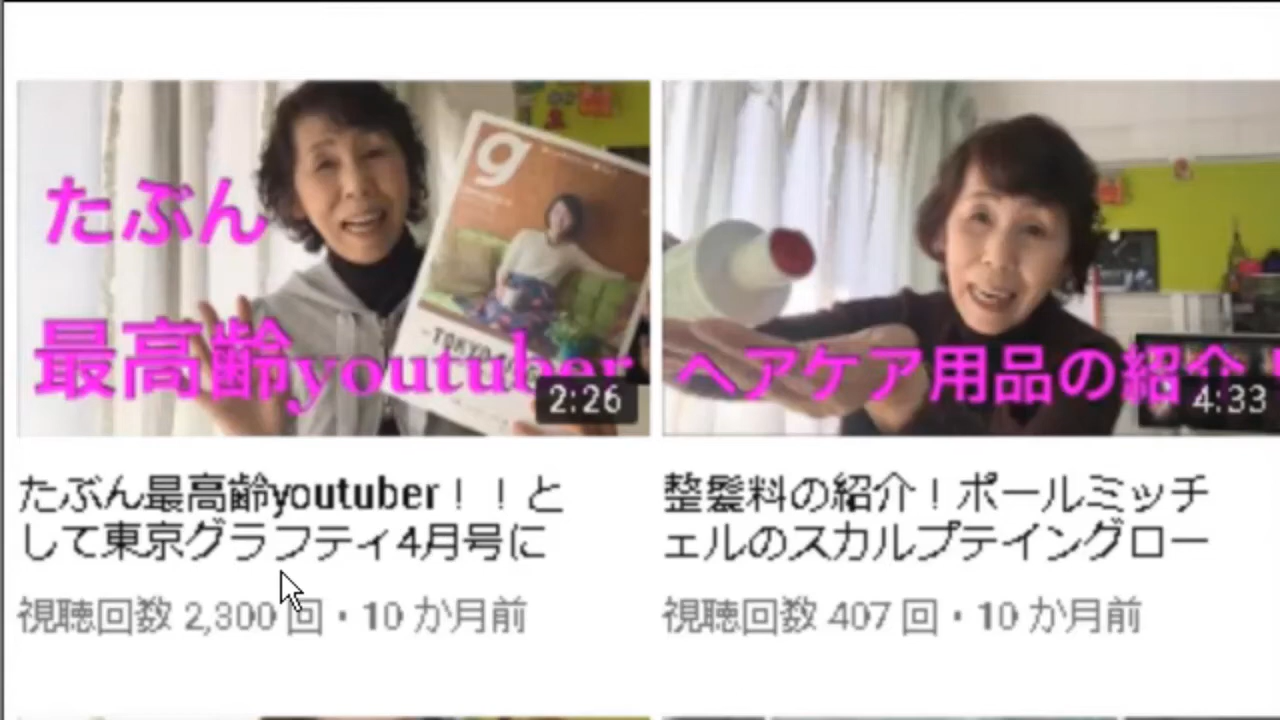 g
たぶん
最高齢youtuber
2:26
ヘアケア用品の紹介！
4:33
たぶん最高齢youtuber！！と
して東京グラフティ4月号に
視聴回数 2,300 回・10 か月前
整髪料の紹介！ポールミッチ
ェルのスカルプテイングロー
視聴回数 407 回・10 か月前